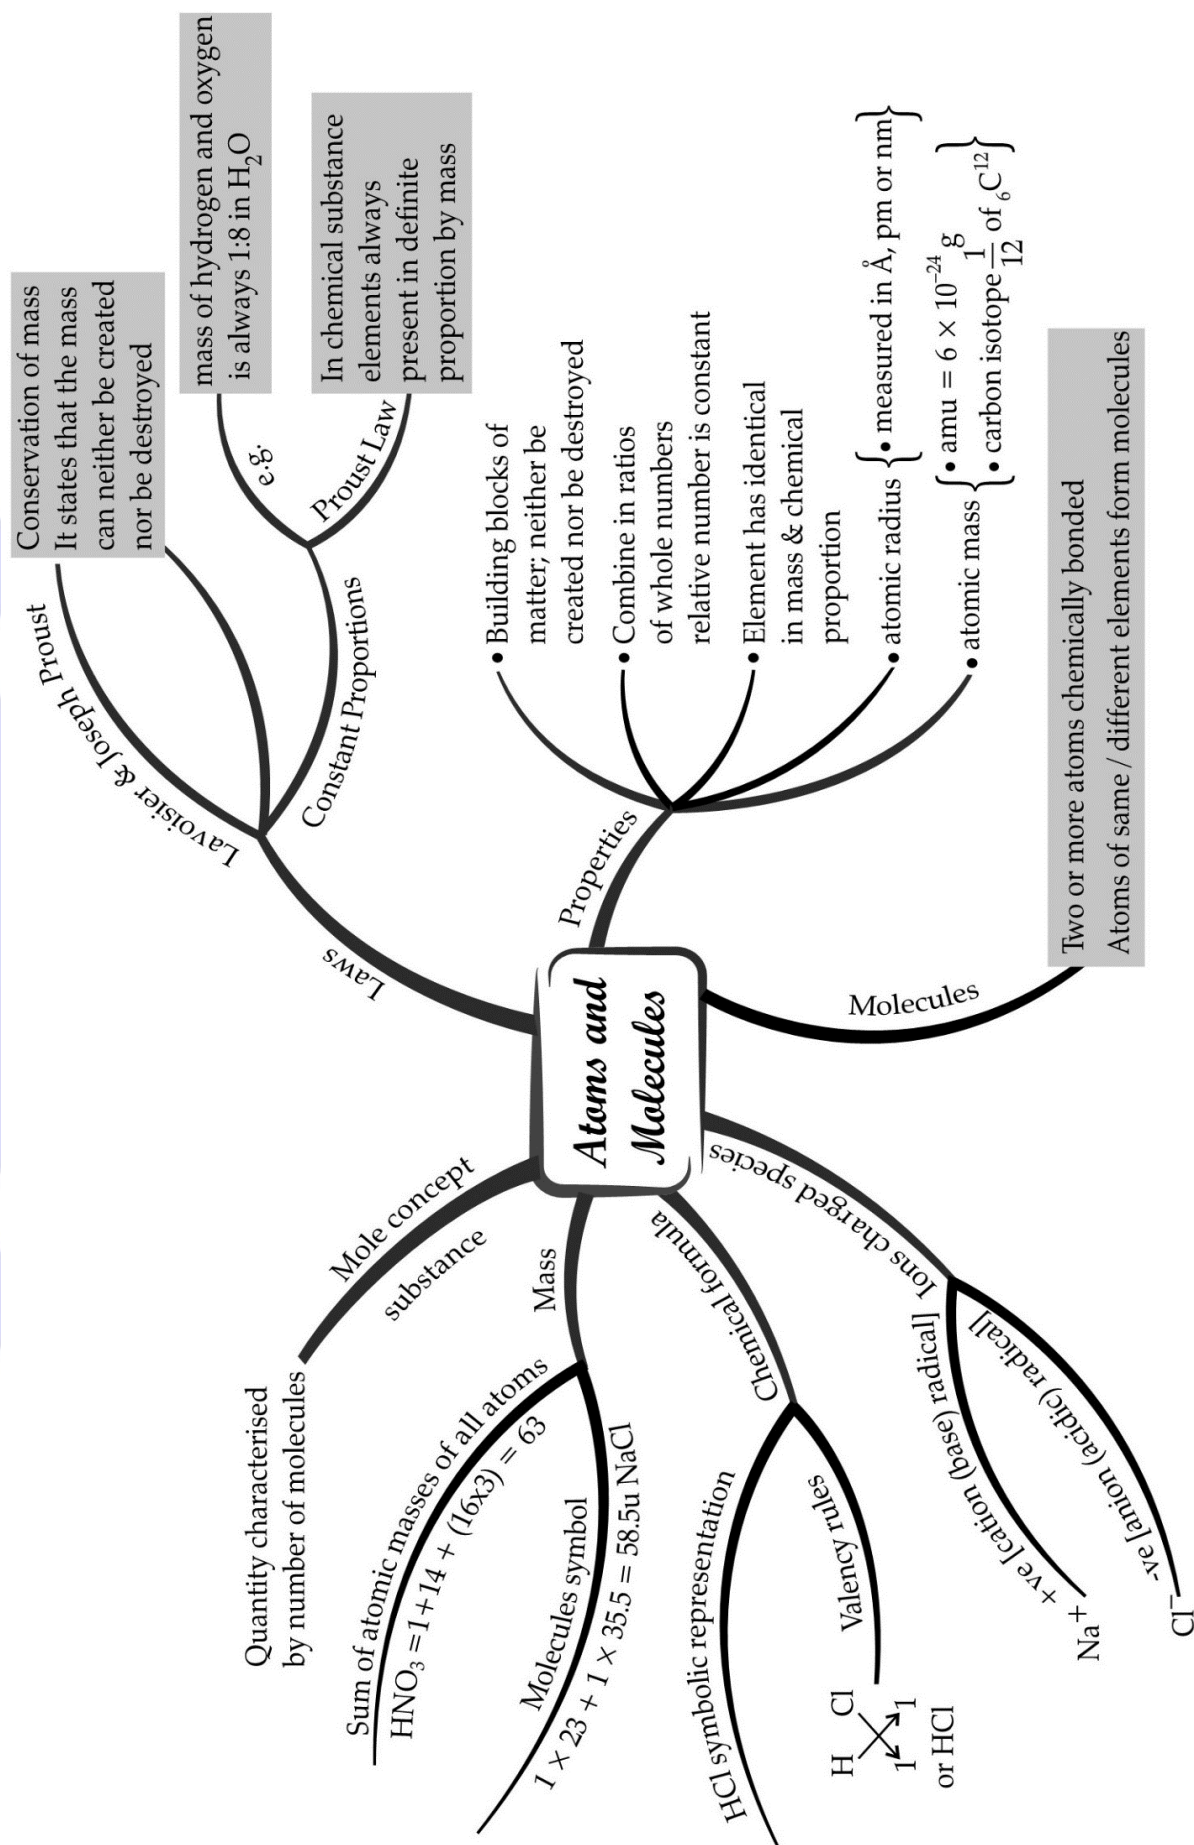 Atoms and
Molecules
Laws
Lavoisier & Joseph Proust
Conservation of mass
It states that the mass
can neither be created
nor be destroyed
Constant Proportions
e.g:
mass of hydrogen and oxygen
is always 1:8 in H₂O
Proust Law
In chemical substance
elements always
present in definite
proportion by mass
Properties
• Building blocks of
matter; neither be
created nor be destroyed
• Combine in ratios
of whole numbers
relative number is constant
• Element has identical
in mass & chemical
proportion
• atomic radius { • measured in Å, pm or nm }
• atomic mass { • amu = 6 × 10⁻²⁴ g
• carbon isotope 1/12 of ₆C¹² }
Molecules
Two or more atoms chemically bonded
Atoms of same / different elements form molecules
Mole concept
substance
Quantity characterised
by number of molecules
Mass
Sum of atomic masses of all atoms
HNO₃ = 1+14 + (16x3) = 63
Molecules symbol
1 × 23 + 1 × 35.5 = 58.5u NaCl
Chemical formula
HCl symbolic representation
Valency rules
H Cl
1 1
or HCl
Ions charged species
+ve [cation (base) radical]
Na⁺
-ve [anion (acidic) radical]
Cl⁻